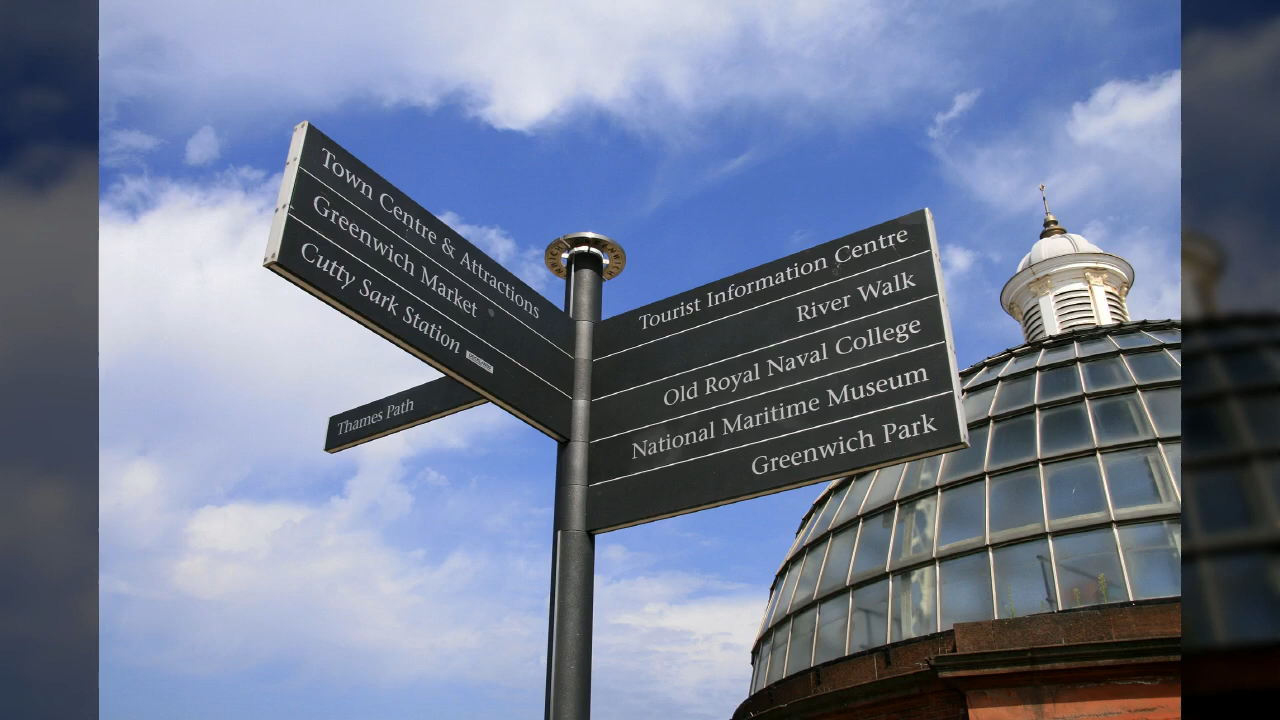 Town Centre & Attractions
Greenwich Market
Cutty Sark Station
Thames Path
Tourist Information Centre
River Walk
Old Royal Naval College
National Maritime Museum
Greenwich Park